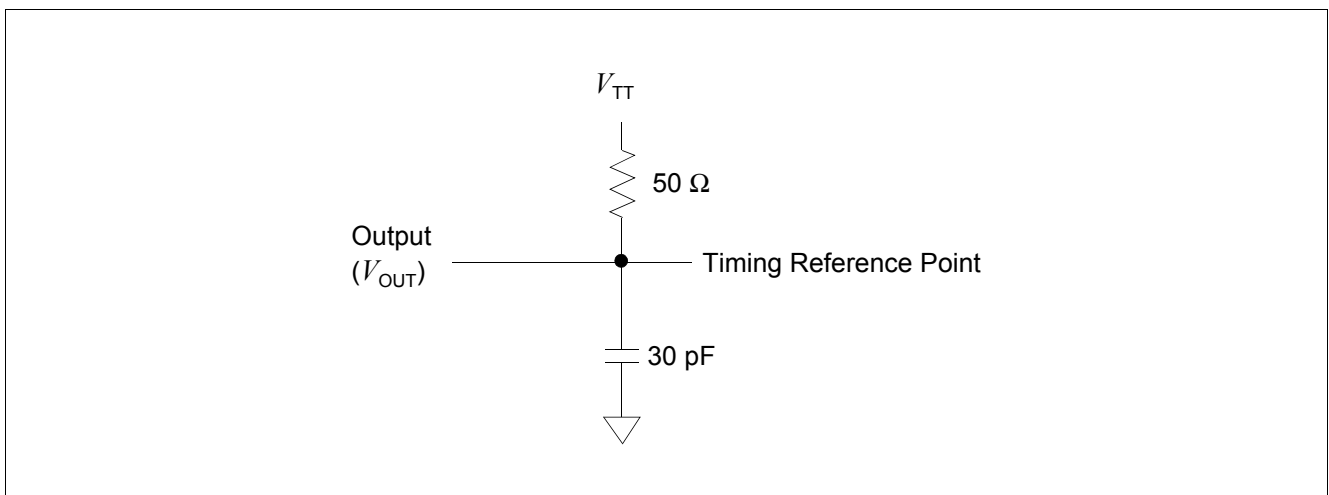 V_TT
50 Ω
Output
(V_OUT)
Timing Reference Point
30 pF